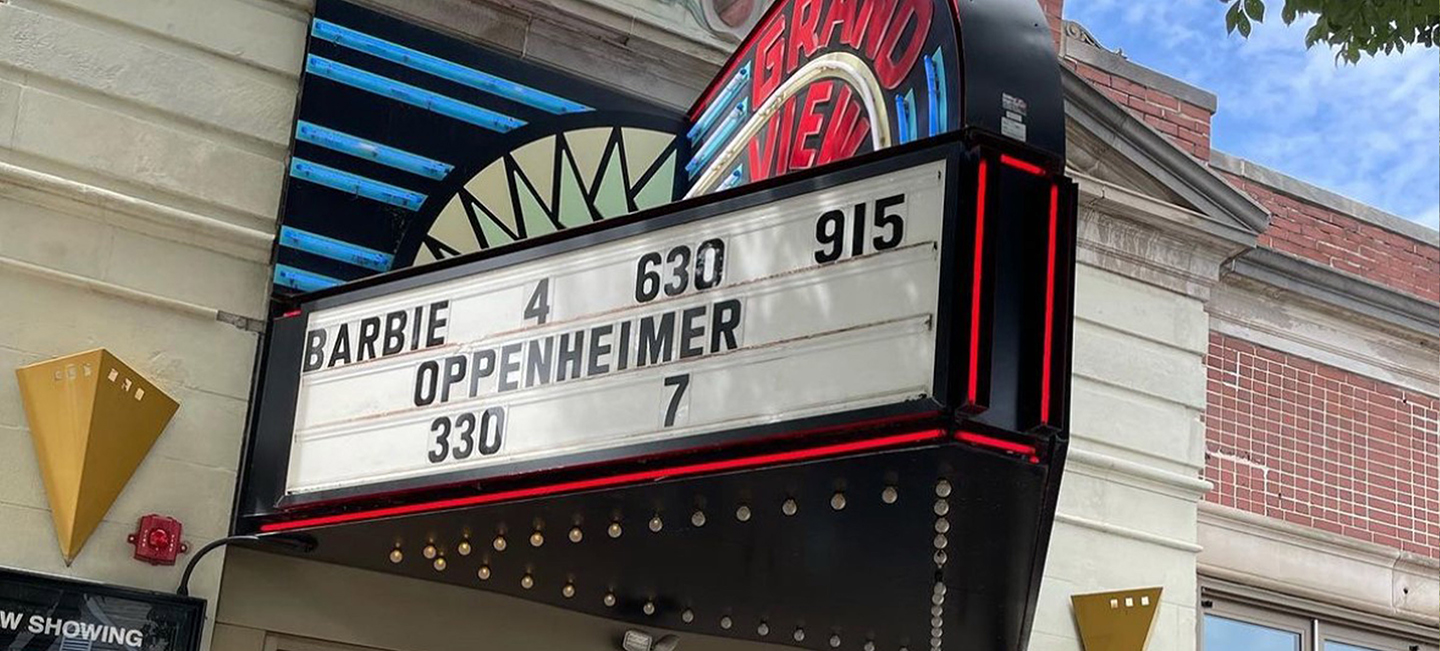 GRAND
VIEW
BARBIE 4 630 915
OPPENHEIMER
330 7
W SHOWING